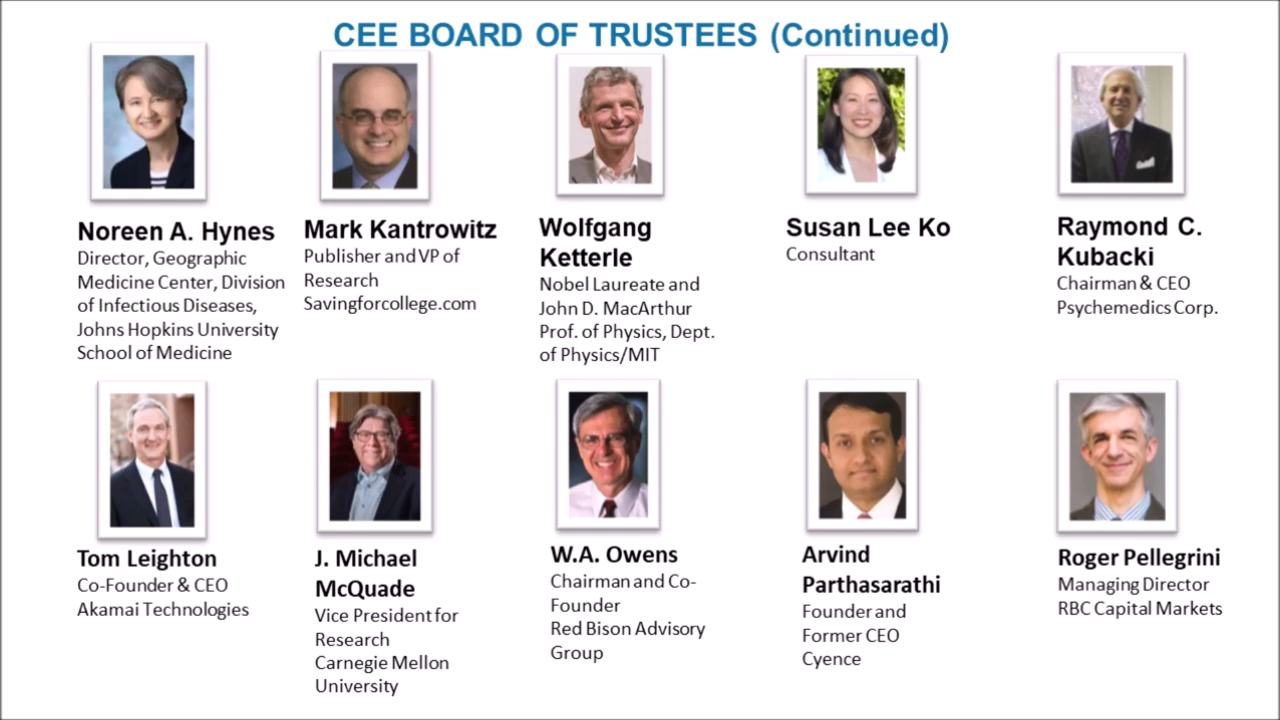 CEE BOARD OF TRUSTEES (Continued)
Noreen A. Hynes
Director, Geographic
Medicine Center, Division
of Infectious Diseases,
Johns Hopkins University
School of Medicine
Mark Kantrowitz
Publisher and VP of
Research
Savingforcollege.com
Wolfgang
Ketterle
Nobel Laureate and
John D. MacArthur
Prof. of Physics, Dept.
of Physics/MIT
Susan Lee Ko
Consultant
Raymond C.
Kubacki
Chairman & CEO
Psychemedics Corp.
Tom Leighton
Co-Founder & CEO
Akamai Technologies
J. Michael
McQuade
Vice President for
Research
Carnegie Mellon
University
W.A. Owens
Chairman and Co-
Founder
Red Bison Advisory
Group
Arvind
Parthasarathi
Founder and
Former CEO
Cyence
Roger Pellegrini
Managing Director
RBC Capital Markets